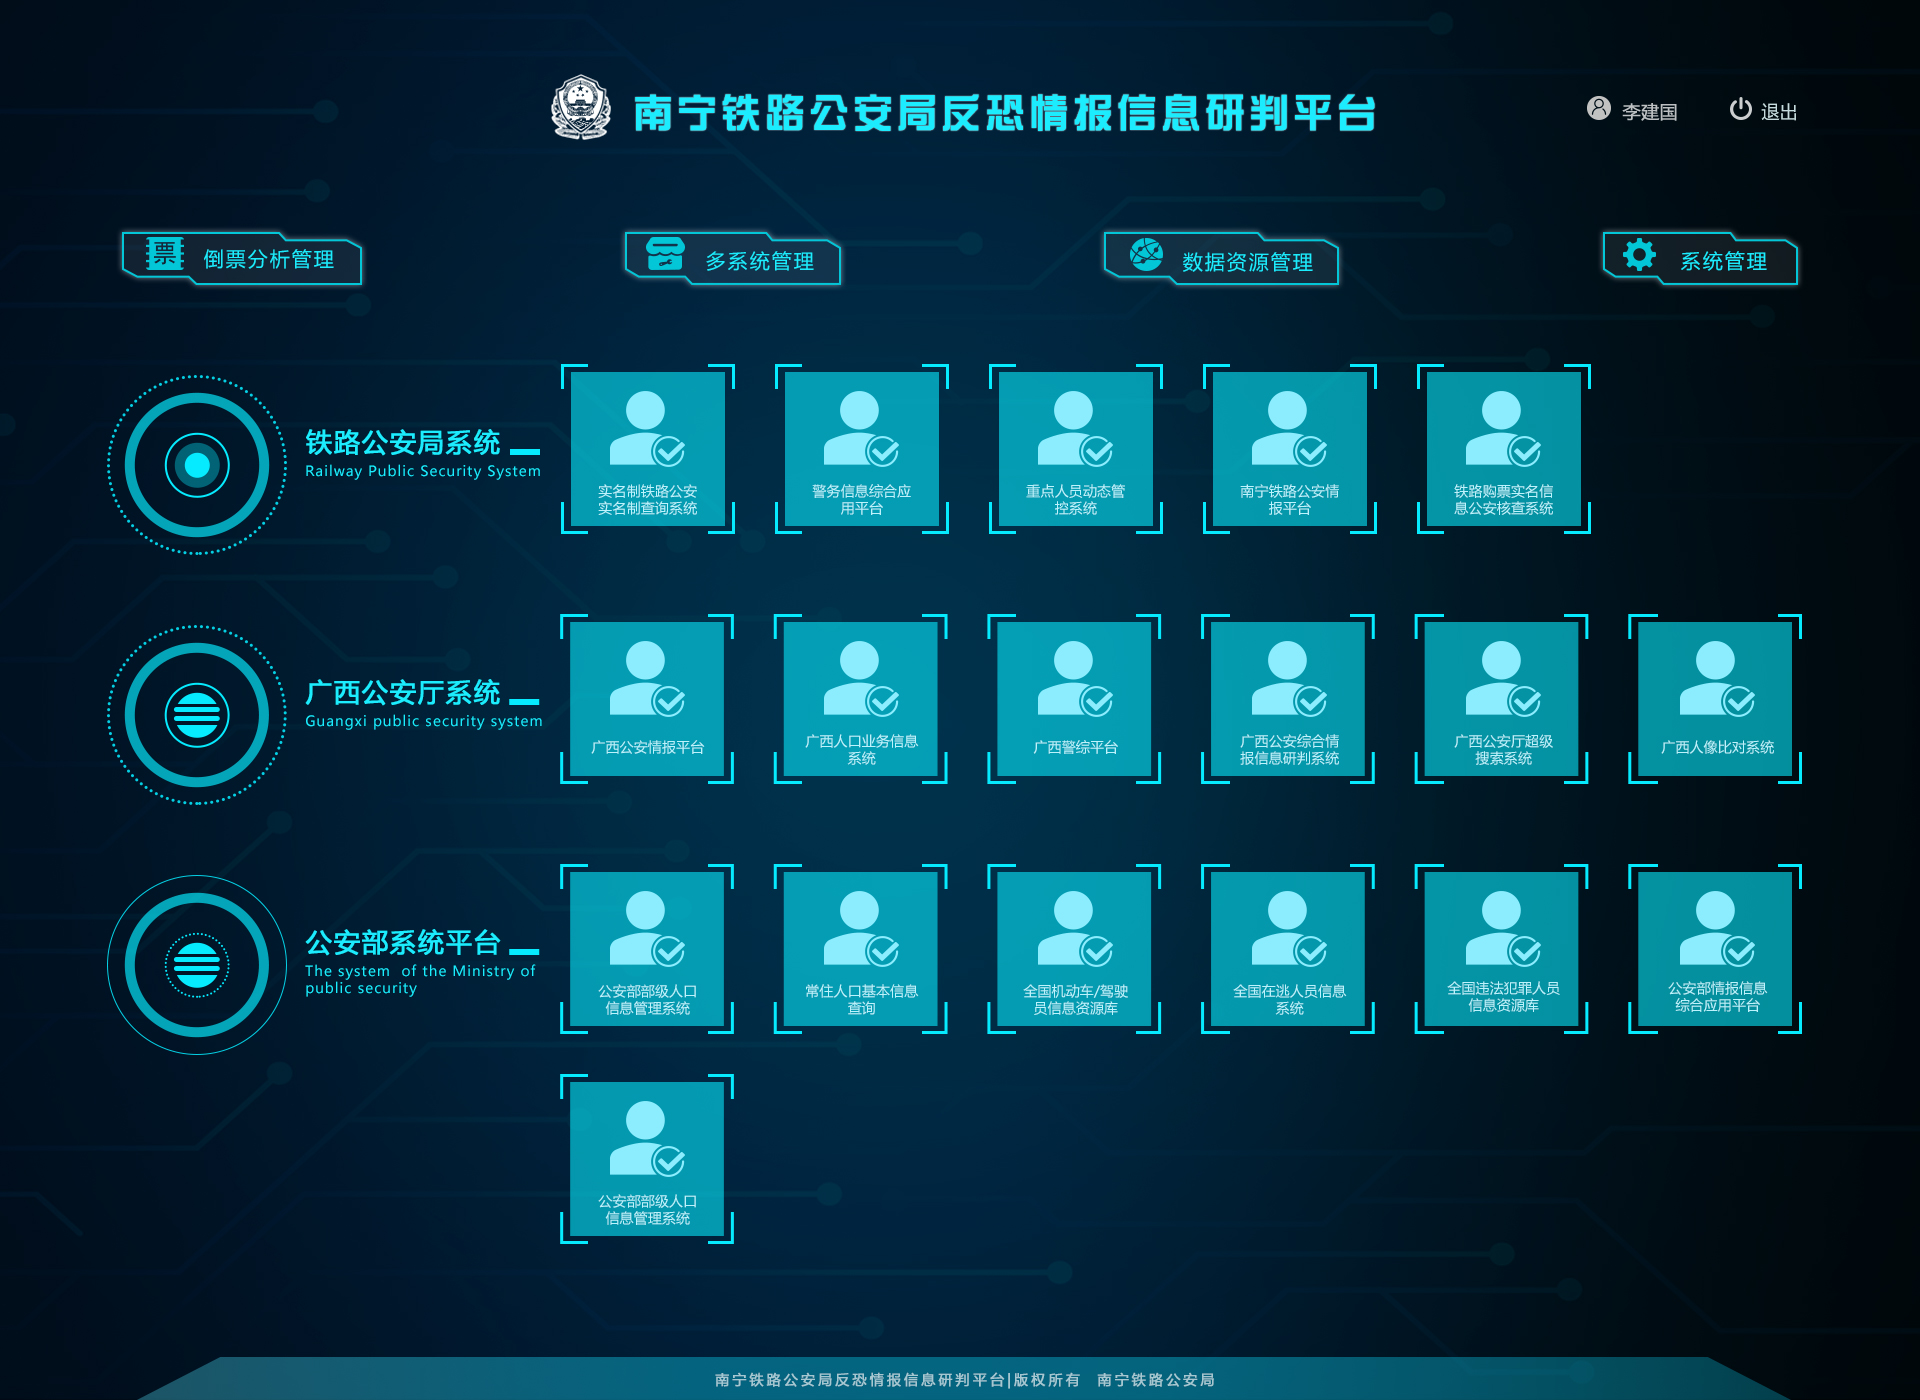 南宁铁路公安局反恐情报信息研判平台
李建国
退出
倒票分析管理
多系统管理
数据资源管理
系统管理
铁路公安局系统
Railway Public Security System
实名制铁路公安
实名制查询系统
警务信息综合应
用平台
重点人员动态管
控系统
南宁铁路公安情
报平台
铁路购票实名信
息公安核查系统
广西公安厅系统
Guangxi public security system
广西公安情报平台
广西人口业务信息
系统
广西警综平台
广西公安综合情
报信息研判系统
广西公安厅超级
搜索系统
广西人像比对系统
公安部系统平台
The system  of the Ministry of
public security
公安部部级人口
信息管理系统
常住人口基本信息
查询
全国机动车/驾驶
员信息资源库
全国在逃人员信息
系统
全国违法犯罪人员
信息资源库
公安部情报信息
综合应用平台
公安部部级人口
信息管理系统
南宁铁路公安局反恐情报信息研判平台|版权所有  南宁铁路公安局